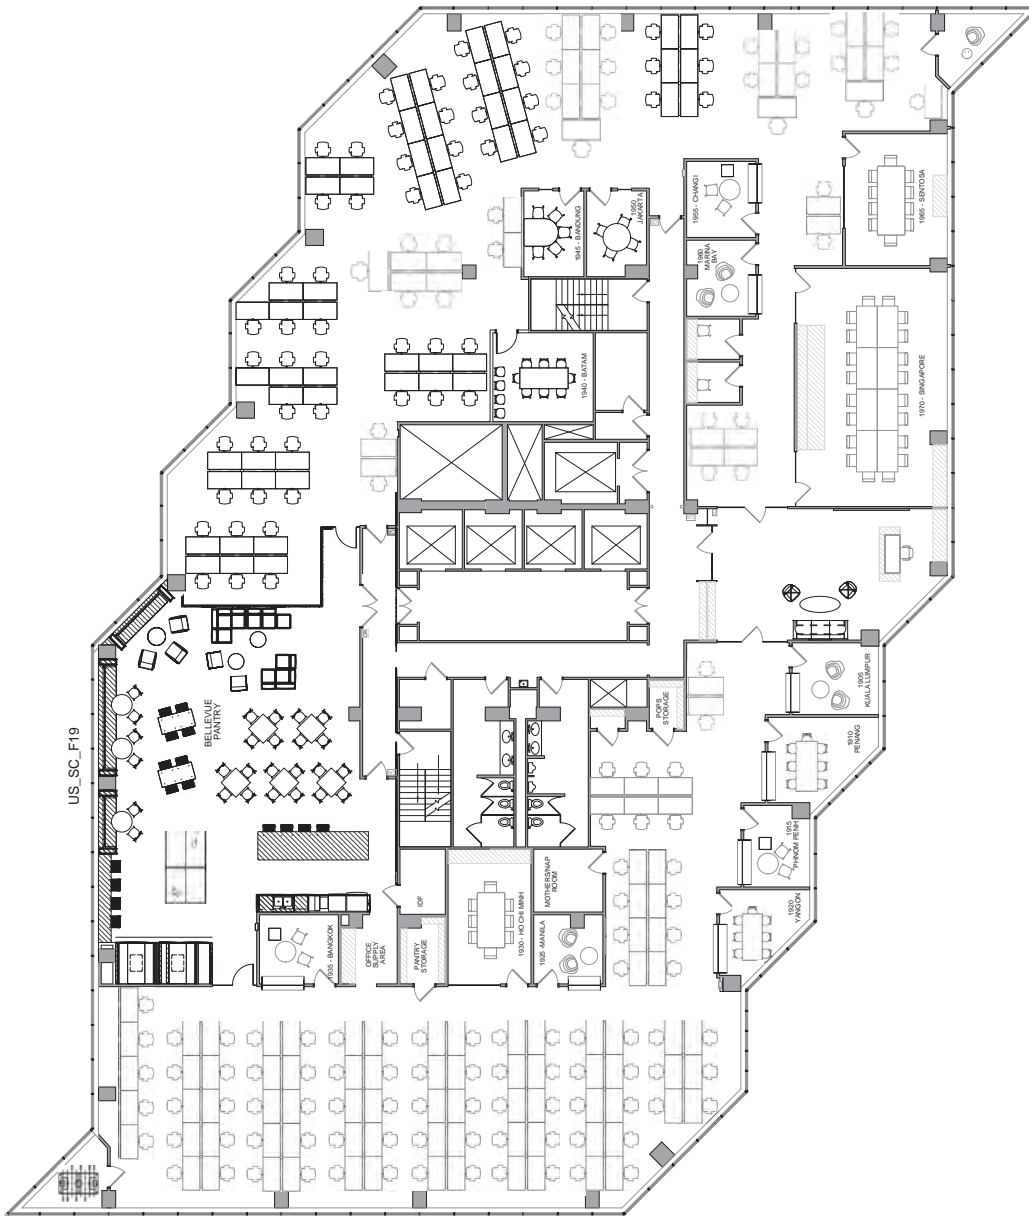 US_SC_F19
1945 - BANDUNG
1950
JAKARTA
1955 - CHANGI
1960
MARINA
BAY
1965 - SENTOSA
1940 - BATAM
1970 - SINGAPORE
BELLEVUE
PANTRY
POPS
STORAGE
1905
KUALA LUMPUR
1910
PENANG
1915
PHNOM PENH
1920
YANGON
IDF
MOTHERS/NAP
ROOM
1935 - BANGKOK
OFFICE
SUPPLY
AREA
PANTRY
STORAGE
1930 - HO CHI MINH
1925 -MANILA